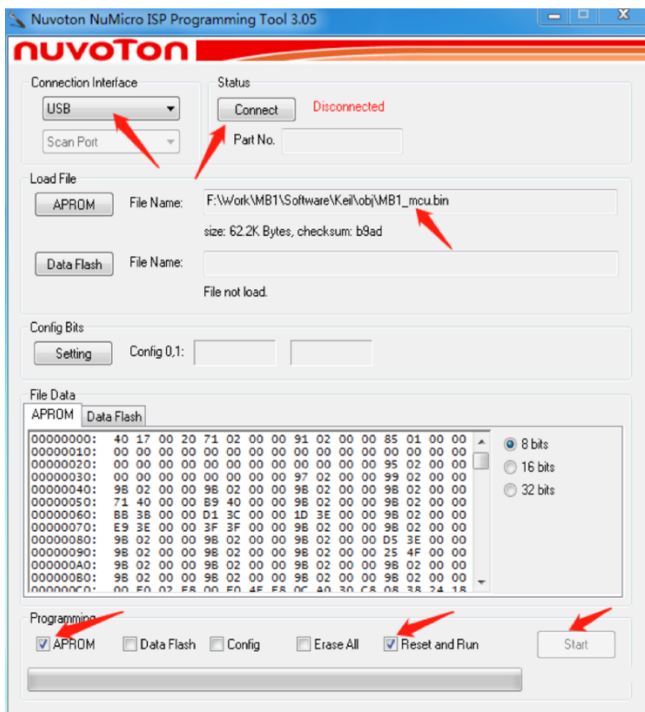 Nuvoton NuMicro ISP Programming Tool 3.05
nuvoTon
Connection Interface
USB
Scan Port
Status
Connect
Disconnected
Part No.
Load File
APROM
File Name:
F:\Work\MB1\Software\Keil\obj\MB1_mcu.bin
size: 62.2K Bytes, checksum: b9ad
Data Flash
File Name:
File not load.
Config Bits
Setting
Config 0,1:
File Data
APROM Data Flash
00000000: 40 17 00 20 71 02 00 00 91 02 00 00 85 01 00 00
00000010: 00 00 00 00 00 00 00 00 00 00 00 00 00 00 00 00
00000020: 00 00 00 00 00 00 00 00 00 00 00 00 95 02 00 00
00000030: 00 00 00 00 00 00 00 00 97 02 00 00 99 02 00 00
00000040: 9B 02 00 00 9B 02 00 00 9B 02 00 00 9B 02 00 00
00000050: 71 40 00 00 B9 40 00 00 9B 02 00 00 9B 02 00 00
00000060: BB 3B 00 00 D1 3C 00 00 1D 3E 00 00 9B 02 00 00
00000070: E9 3E 00 00 3F 3F 00 00 9B 02 00 00 9B 02 00 00
00000080: 9B 02 00 00 9B 02 00 00 9B 02 00 00 D5 3E 00 00
00000090: 9B 02 00 00 9B 02 00 00 9B 02 00 00 25 4F 00 00
000000A0: 9B 02 00 00 9B 02 00 00 9B 02 00 00 9B 02 00 00
000000B0: 9B 02 00 00 9B 02 00 00 9B 02 00 00 9B 02 00 00
8 bits
16 bits
32 bits
Programming
APROM
Data Flash
Config
Erase All
Reset and Run
Start